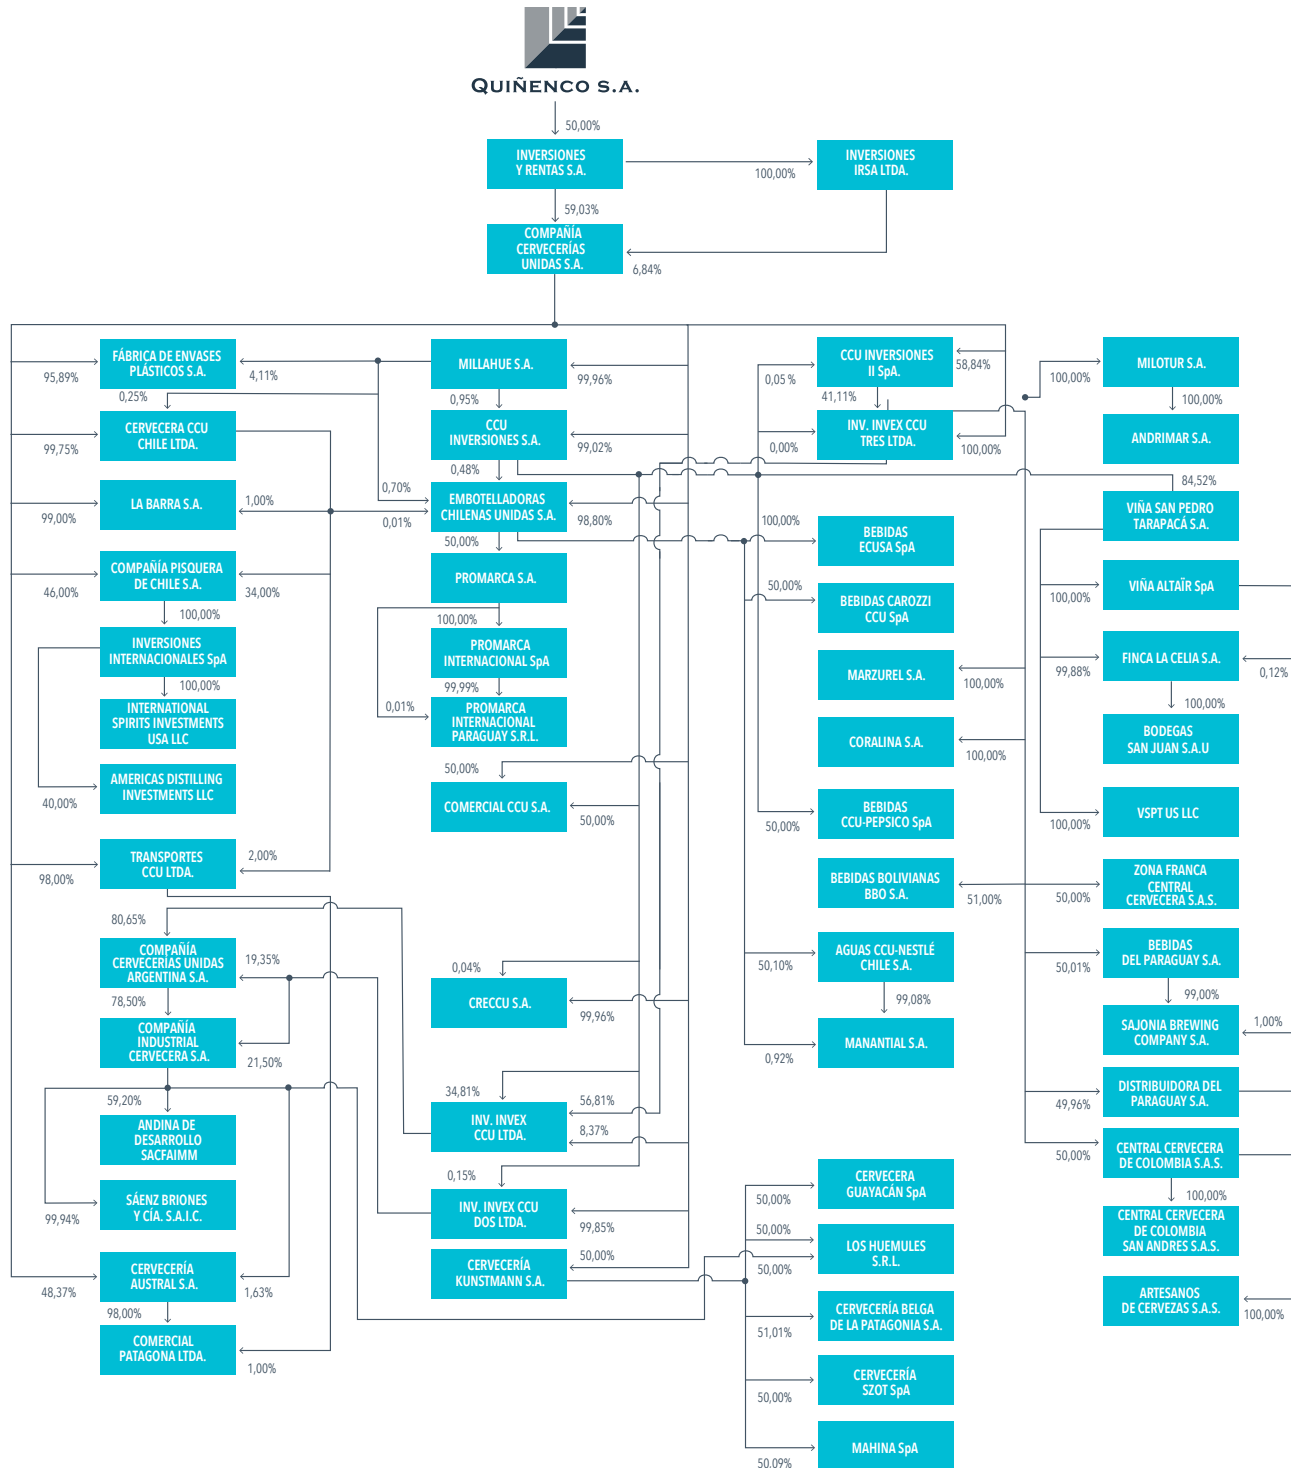 QUIÑENCO S.A.
50,00%
INVERSIONES
Y RENTAS S.A.
100,00%
INVERSIONES
IRSA LTDA.
59,03%
COMPAÑÍA
CERVECERÍAS
UNIDAS S.A.
6,84%
FÁBRICA DE ENVASES
PLÁSTICOS S.A.
95,89%
4,11%
0,25%
CERVECERA CCU
CHILE LTDA.
99,75%
LA BARRA S.A.
99,00%
1,00%
COMPAÑÍA PISQUERA
DE CHILE S.A.
46,00%
34,00%
100,00%
INVERSIONES
INTERNACIONALES SpA
100,00%
INTERNATIONAL
SPIRITS INVESTMENTS
USA LLC
AMERICAS DISTILLING
INVESTMENTS LLC
40,00%
TRANSPORTES
CCU LTDA.
2,00%
98,00%
80,65%
COMPAÑÍA
CERVECERÍAS UNIDAS
ARGENTINA S.A.
19,35%
78,50%
COMPAÑÍA
INDUSTRIAL
CERVECERA S.A.
21,50%
59,20%
ANDINA DE
DESARROLLO
SACFAIMM
SÁENZ BRIONES
Y CÍA. S.A.I.C.
99,94%
CERVECERÍA
AUSTRAL S.A.
48,37%
1,63%
98,00%
COMERCIAL
PATAGONA LTDA.
1,00%
MILLAHUE S.A.
99,96%
0,95%
CCU
INVERSIONES S.A.
99,02%
0,48%
0,70%
0,01%
EMBOTELLADORAS
CHILENAS UNIDAS S.A.
98,80%
50,00%
PROMARCA S.A.
100,00%
PROMARCA
INTERNACIONAL SpA
99,99%
0,01%
PROMARCA
INTERNACIONAL
PARAGUAY S.R.L.
50,00%
COMERCIAL CCU S.A.
50,00%
0,04%
CRECCU S.A.
99,96%
34,81%
56,81%
INV. INVEX
CCU LTDA.
8,37%
0,15%
INV. INVEX CCU
DOS LTDA.
99,85%
50,00%
CERVECERÍA
KUNSTMANN S.A.
CCU INVERSIONES
II SpA.
58,84%
0,05 %
41,11%
INV. INVEX CCU
TRES LTDA.
0,00%
100,00%
100,00%
BEBIDAS
ECUSA SpA
50,00%
BEBIDAS CAROZZI
CCU SpA
MARZUREL S.A.
100,00%
CORALINA S.A.
100,00%
BEBIDAS
CCU-PEPSICO SpA
50,00%
BEBIDAS BOLIVIANAS
BBO S.A.
51,00%
AGUAS CCU-NESTLÉ
CHILE S.A.
50,10%
99,08%
MANANTIAL S.A.
0,92%
CERVECERA
GUAYACÁN SpA
50,00%
50,00%
LOS HUEMULES
S.R.L.
50,00%
CERVECERÍA BELGA
DE LA PATAGONIA S.A.
51,01%
CERVECERÍA
SZOT SpA
50,00%
MAHINA SpA
50,09%
MILOTUR S.A.
100,00%
100,00%
ANDRIMAR S.A.
84,52%
VIÑA SAN PEDRO
TARAPACÁ S.A.
VIÑA ALTAÏR SpA
100,00%
FINCA LA CELIA S.A.
99,88%
0,12%
100,00%
BODEGAS
SAN JUAN S.A.U
VSPT US LLC
100,00%
ZONA FRANCA
CENTRAL
CERVECERA S.A.S.
50,00%
BEBIDAS
DEL PARAGUAY S.A.
50,01%
99,00%
SAJONIA BREWING
COMPANY S.A.
1,00%
DISTRIBUIDORA DEL
PARAGUAY S.A.
49,96%
CENTRAL CERVECERA
DE COLOMBIA S.A.S.
50,00%
100,00%
CENTRAL CERVECERA
DE COLOMBIA
SAN ANDRES S.A.S.
ARTESANOS
DE CERVEZAS S.A.S.
100,00%